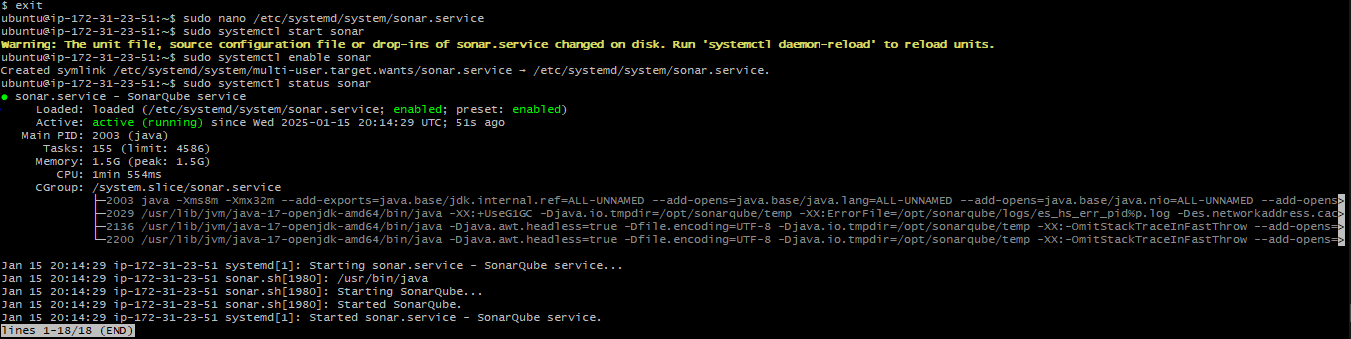 $ exit
ubuntu@ip-172-31-23-51:~$ sudo nano /etc/systemd/system/sonar.service
ubuntu@ip-172-31-23-51:~$ sudo systemctl start sonar
Warning: The unit file, source configuration file or drop-ins of sonar.service changed on disk. Run 'systemctl daemon-reload' to reload units.
ubuntu@ip-172-31-23-51:~$ sudo systemctl enable sonar
Created symlink /etc/systemd/system/multi-user.target.wants/sonar.service → /etc/systemd/system/sonar.service.
ubuntu@ip-172-31-23-51:~$ sudo systemctl status sonar
● sonar.service - SonarQube service
     Loaded: loaded (/etc/systemd/system/sonar.service; enabled; preset: enabled)
     Active: active (running) since Wed 2025-01-15 20:14:29 UTC; 51s ago
   Main PID: 2003 (java)
      Tasks: 155 (limit: 4586)
     Memory: 1.5G (peak: 1.5G)
        CPU: 1min 554ms
     CGroup: /system.slice/sonar.service
             ├─2003 java -Xms8m -Xmx32m --add-exports=java.base/jdk.internal.ref=ALL-UNNAMED --add-opens=java.base/java.lang=ALL-UNNAMED --add-opens=java.base/java.nio=ALL-UNNAMED --add-opens>
             ├─2029 /usr/lib/jvm/java-17-openjdk-amd64/bin/java -XX:+UseG1GC -Djava.io.tmpdir=/opt/sonarqube/temp -XX:ErrorFile=/opt/sonarqube/logs/es_hs_err_pid%p.log -Des.networkaddress.cac>
             ├─2136 /usr/lib/jvm/java-17-openjdk-amd64/bin/java -Djava.awt.headless=true -Dfile.encoding=UTF-8 -Djava.io.tmpdir=/opt/sonarqube/temp -XX:-OmitStackTraceInFastThrow --add-opens=>
             └─2200 /usr/lib/jvm/java-17-openjdk-amd64/bin/java -Djava.awt.headless=true -Dfile.encoding=UTF-8 -Djava.io.tmpdir=/opt/sonarqube/temp -XX:-OmitStackTraceInFastThrow --add-opens=>

Jan 15 20:14:29 ip-172-31-23-51 systemd[1]: Starting sonar.service - SonarQube service...
Jan 15 20:14:29 ip-172-31-23-51 sonar.sh[1980]: /usr/bin/java
Jan 15 20:14:29 ip-172-31-23-51 sonar.sh[1980]: Starting SonarQube...
Jan 15 20:14:29 ip-172-31-23-51 sonar.sh[1980]: Started SonarQube.
Jan 15 20:14:29 ip-172-31-23-51 systemd[1]: Started sonar.service - SonarQube service.
lines 1-18/18 (END)